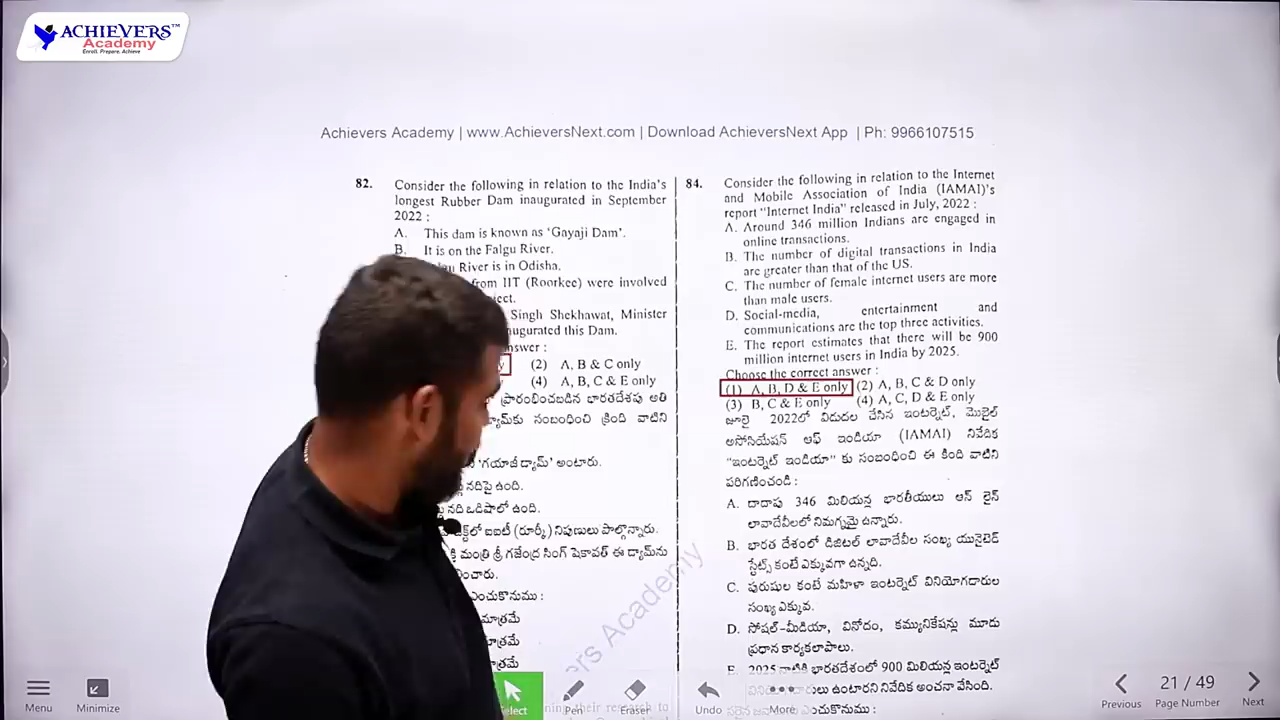 ACHIEVERS™
Academy
Enroll. Prepare. Achieve
Achievers Academy | www.AchieversNext.com | Download AchieversNext App | Ph: 9966107515
82. Consider the following in relation to the India's
longest Rubber Dam inaugurated in September
2022 :
A. This dam is known as 'Gayaji Dam'.
B. It is on the Falgu River.
River is in Odisha.
from IIT (Roorkee) were involved
Singh Shekhawat, Minister
this Dam.
(2) A, B & C only
(4) A, B, C & E only
ప్రారంభించబడిన భారతదేశపు అతి
సంబంధించి క్రింది వాటిని
'గయాజీ డ్యామ్' అంటారు.
నదిపై ఉంది.
నది ఒడిషాలో ఉంది.
ఐఐటీ (రూర్కీ) నిపుణులు పాల్గొన్నారు.
మంత్రి శ్రీ గజేంద్ర సింగ్ షెకావత్ ఈ డ్యామ్‌ను
84. Consider the following in relation to the Internet
and Mobile Association of India (IAMAI)'s
report "Internet India" released in July, 2022 :
A. Around 346 million Indians are engaged in
online transactions.
B. The number of digital transactions in India
are greater than that of the US.
C. The number of female internet users are more
than male users.
D. Social-media, entertainment and
communications are the top three activities.
E. The report estimates that there will be 900
million internet users in India by 2025.
Choose the correct answer :
(1) A, B, D & E only (2) A, B, C & D only
(3) B, C & E only (4) A, C, D & E only
జూలై 2022లో విడుదల చేసిన ఇంటర్నెట్, మొబైల్
అసోసియేషన్ ఆఫ్ ఇండియా (IAMAI) నివేదిక
"ఇంటర్నెట్ ఇండియా" కు సంబంధించి ఈ కింది వాటిని
పరిగణించండి :
A. దాదాపు 346 మిలియన్ల భారతీయులు ఆన్ లైన్
లావాదేవీలలో నిమగ్నమై ఉన్నారు.
B. భారత దేశంలో డిజిటల్ లావాదేవీల సంఖ్య యునైటెడ్
స్టేట్స్ కంటే ఎక్కువగా ఉన్నది.
C. పురుషుల కంటే మహిళా ఇంటర్నెట్ వినియోగదారుల
సంఖ్య ఎక్కువ.
D. సోషల్-మీడియా, వినోదం, కమ్యునికేషన్లు మూడు
ప్రధాన కార్యకలాపాలు.
E. 2025 నాటికి భారతదేశంలో 900 మిలియన్ల ఇంటర్నెట్
ఉంటారని నివేదిక అంచనా వేసింది.
Academy
Menu
Minimize
Select
Pen
Eraser
Undo
More
Previous
21 / 49
Page Number
Next